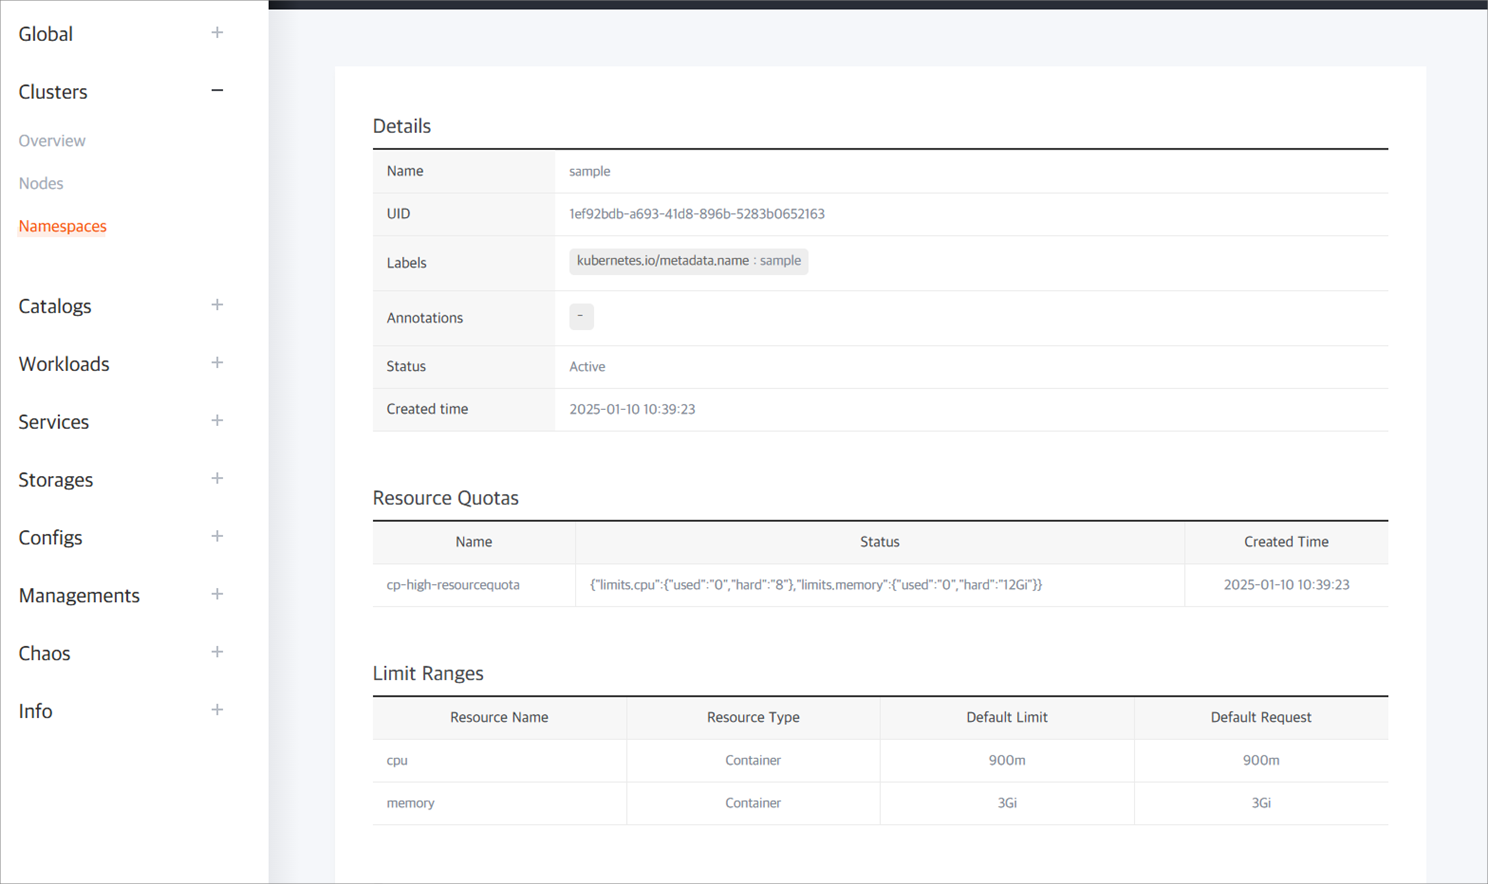 Global
Clusters
Overview
Nodes
Namespaces
Catalogs
Workloads
Services
Storages
Configs
Managements
Chaos
Info
Details
Name sample
UID 1ef92bdb-a693-41d8-896b-5283b0652163
Labels kubernetes.io/metadata.name : sample
Annotations -
Status Active
Created time 2025-01-10 10:39:23
Resource Quotas
Name Status Created Time
cp-high-resourcequota {"limits.cpu":{"used":"0","hard":"8"},"limits.memory":{"used":"0","hard":"12Gi"}} 2025-01-10 10:39:23
Limit Ranges
Resource Name Resource Type Default Limit Default Request
cpu Container 900m 900m
memory Container 3Gi 3Gi